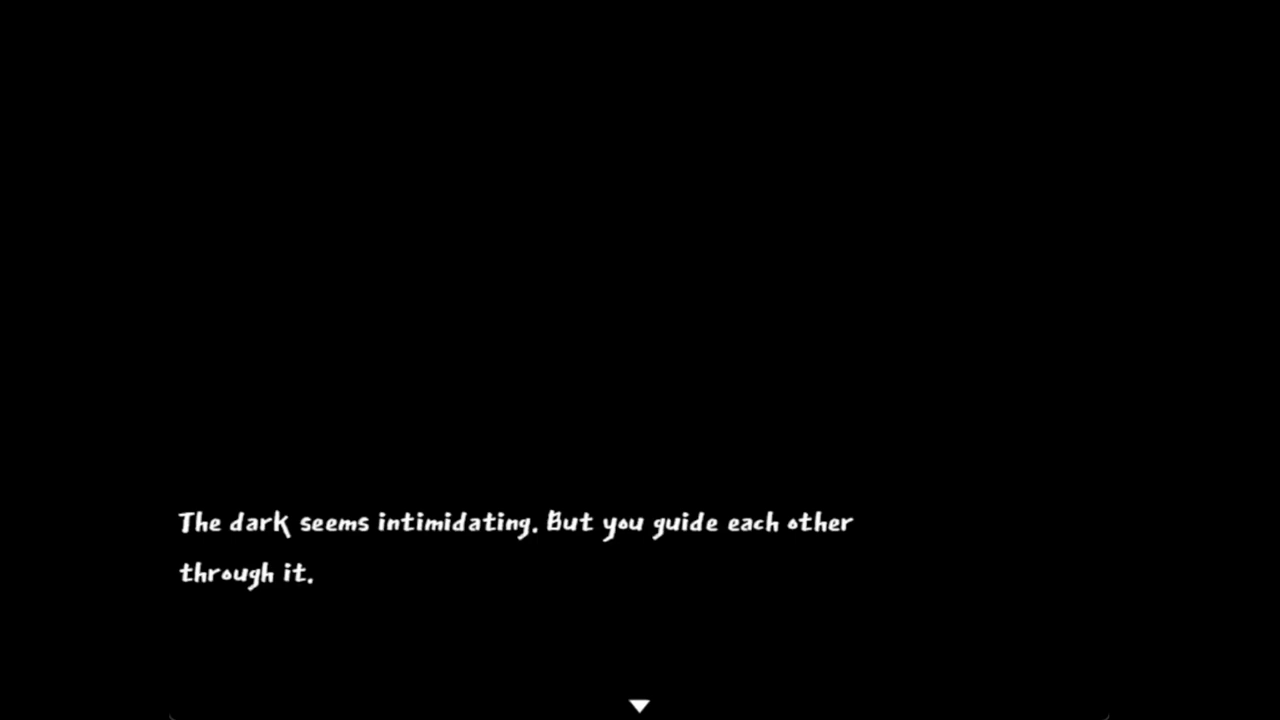 The dark seems intimidating. But you guide each other
through it.